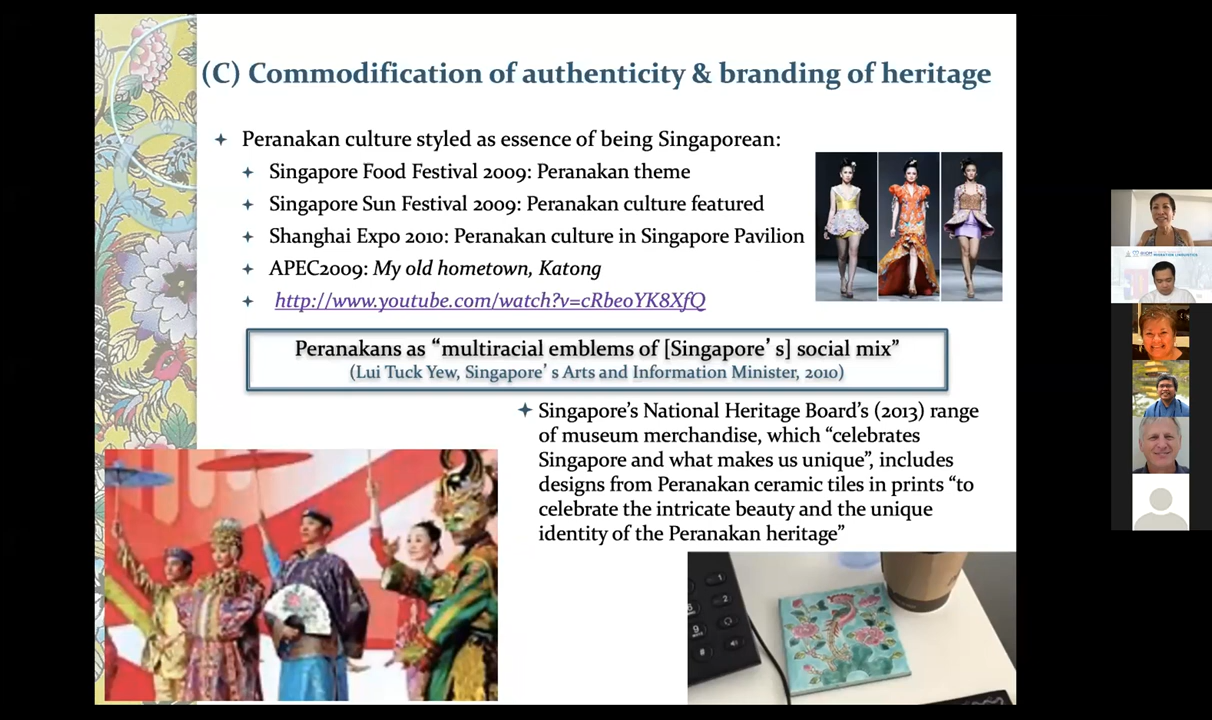 (C) Commodification of authenticity & branding of heritage
Peranakan culture styled as essence of being Singaporean:
Singapore Food Festival 2009: Peranakan theme
Singapore Sun Festival 2009: Peranakan culture featured
Shanghai Expo 2010: Peranakan culture in Singapore Pavilion
APEC2009: My old hometown, Katong
http://www.youtube.com/watch?v=cRbeoYK8XfQ
Peranakans as “multiracial emblems of [Singapore’ s] social mix”
(Lui Tuck Yew, Singapore’ s Arts and Information Minister, 2010)
Singapore’s National Heritage Board’s (2013) range
of museum merchandise, which “celebrates
Singapore and what makes us unique”, includes
designs from Peranakan ceramic tiles in prints “to
celebrate the intricate beauty and the unique
identity of the Peranakan heritage”